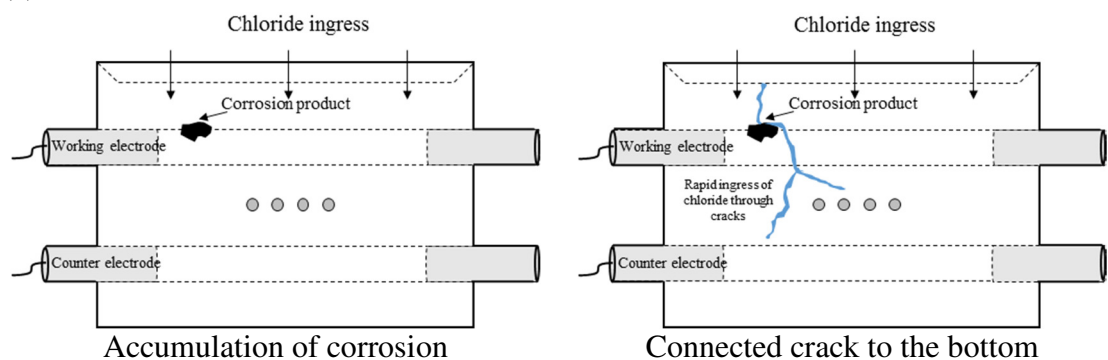 Chloride ingress
Corrosion product
Working electrode
Counter electrode
Accumulation of corrosion
Chloride ingress
Corrosion product
Working electrode
Rapid ingress of
chloride through
cracks
Counter electrode
Connected crack to the bottom